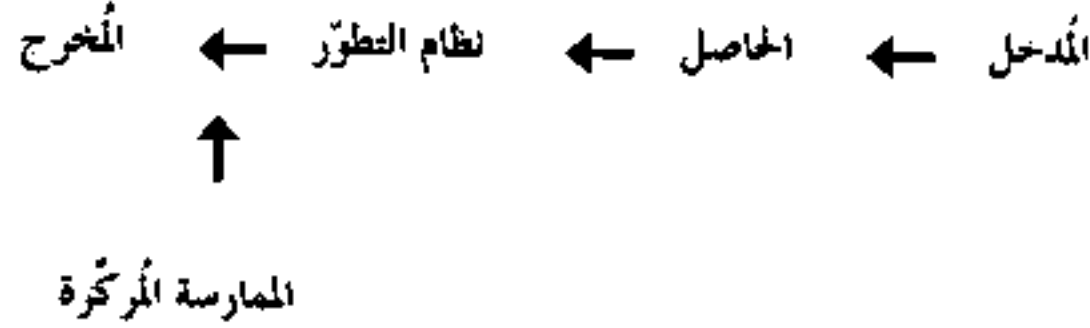 المُدخل ← الحاصل ← نظام التطوّر ← المُخرج
↑
الممارسة المُركّزة